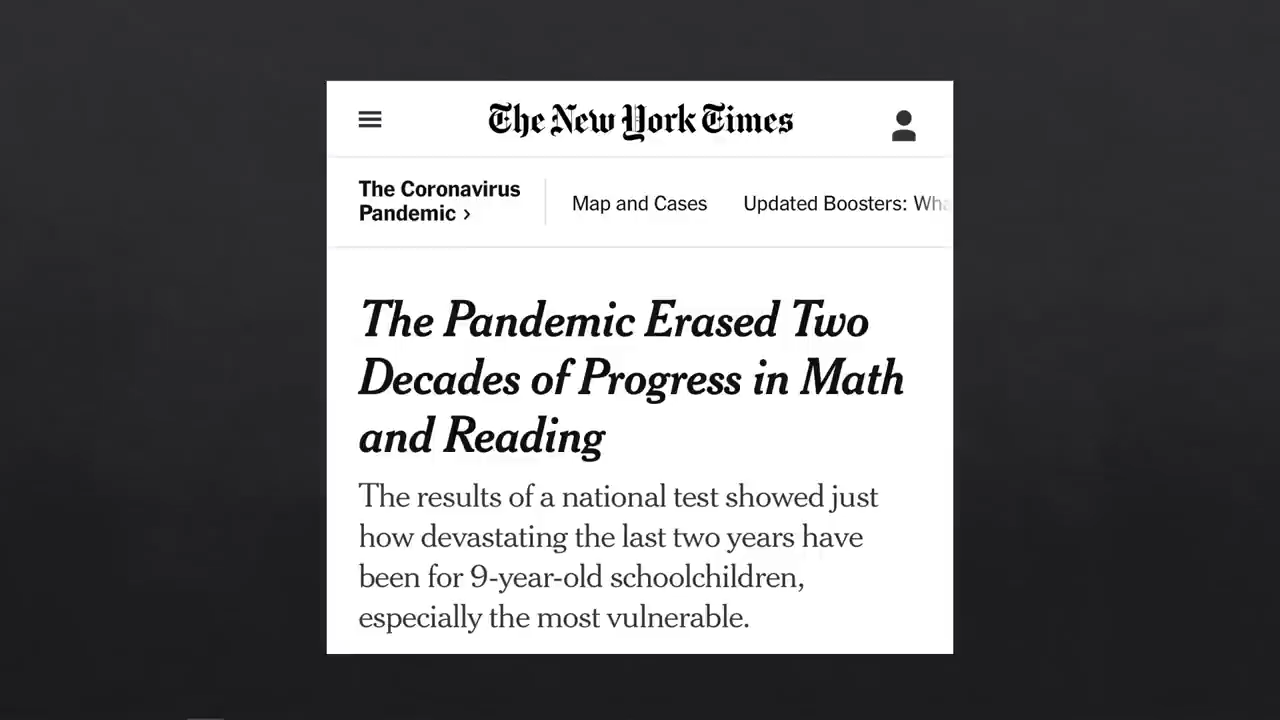 The New York Times
The Coronavirus
Pandemic ›
Map and Cases
Updated Boosters: Wha
The Pandemic Erased Two
Decades of Progress in Math
and Reading
The results of a national test showed just
how devastating the last two years have
been for 9-year-old schoolchildren,
especially the most vulnerable.